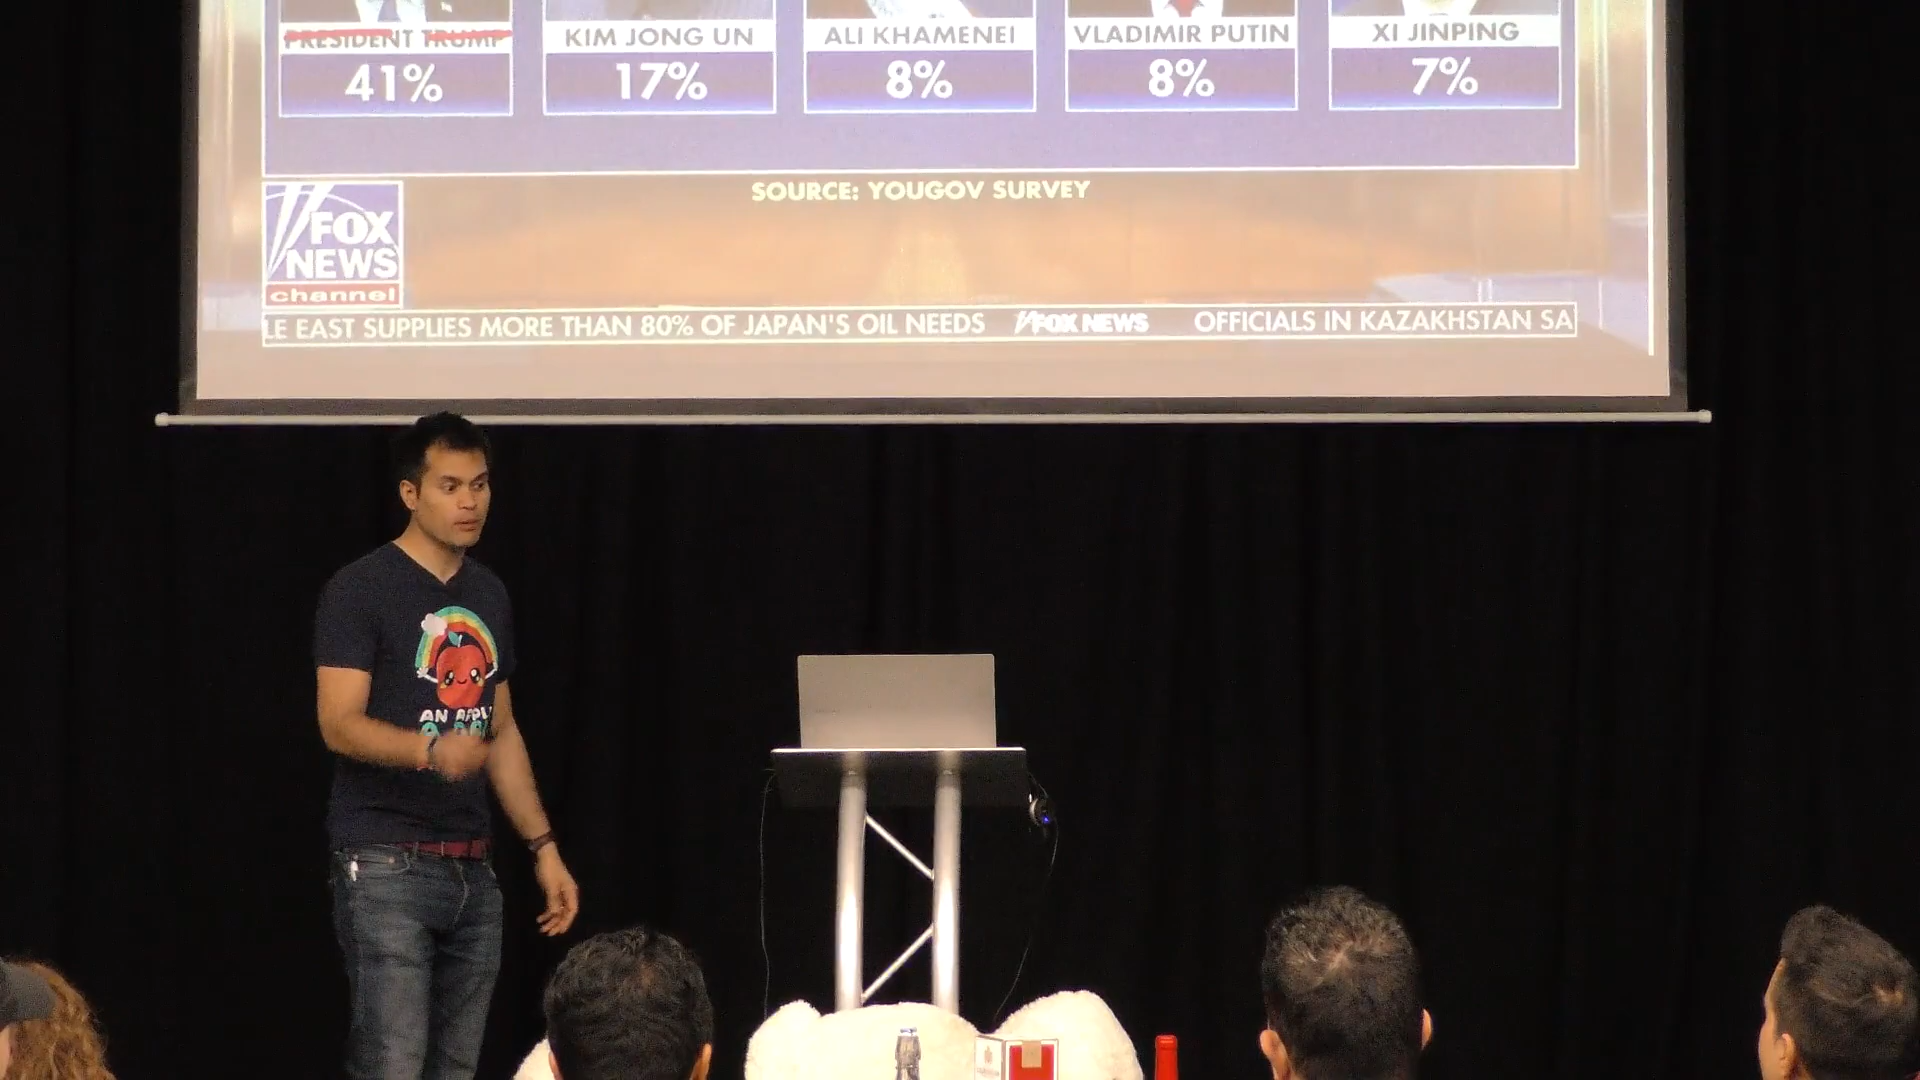 PRESIDENT TRUMP
41%
KIM JONG UN
17%
ALI KHAMENEI
8%
VLADIMIR PUTIN
8%
XI JINPING
7%
SOURCE: YOUGOV SURVEY
FOX
NEWS
channel
LE EAST SUPPLIES MORE THAN 80% OF JAPAN'S OIL NEEDS FOX NEWS OFFICIALS IN KAZAKHSTAN SA
AN APPL
A